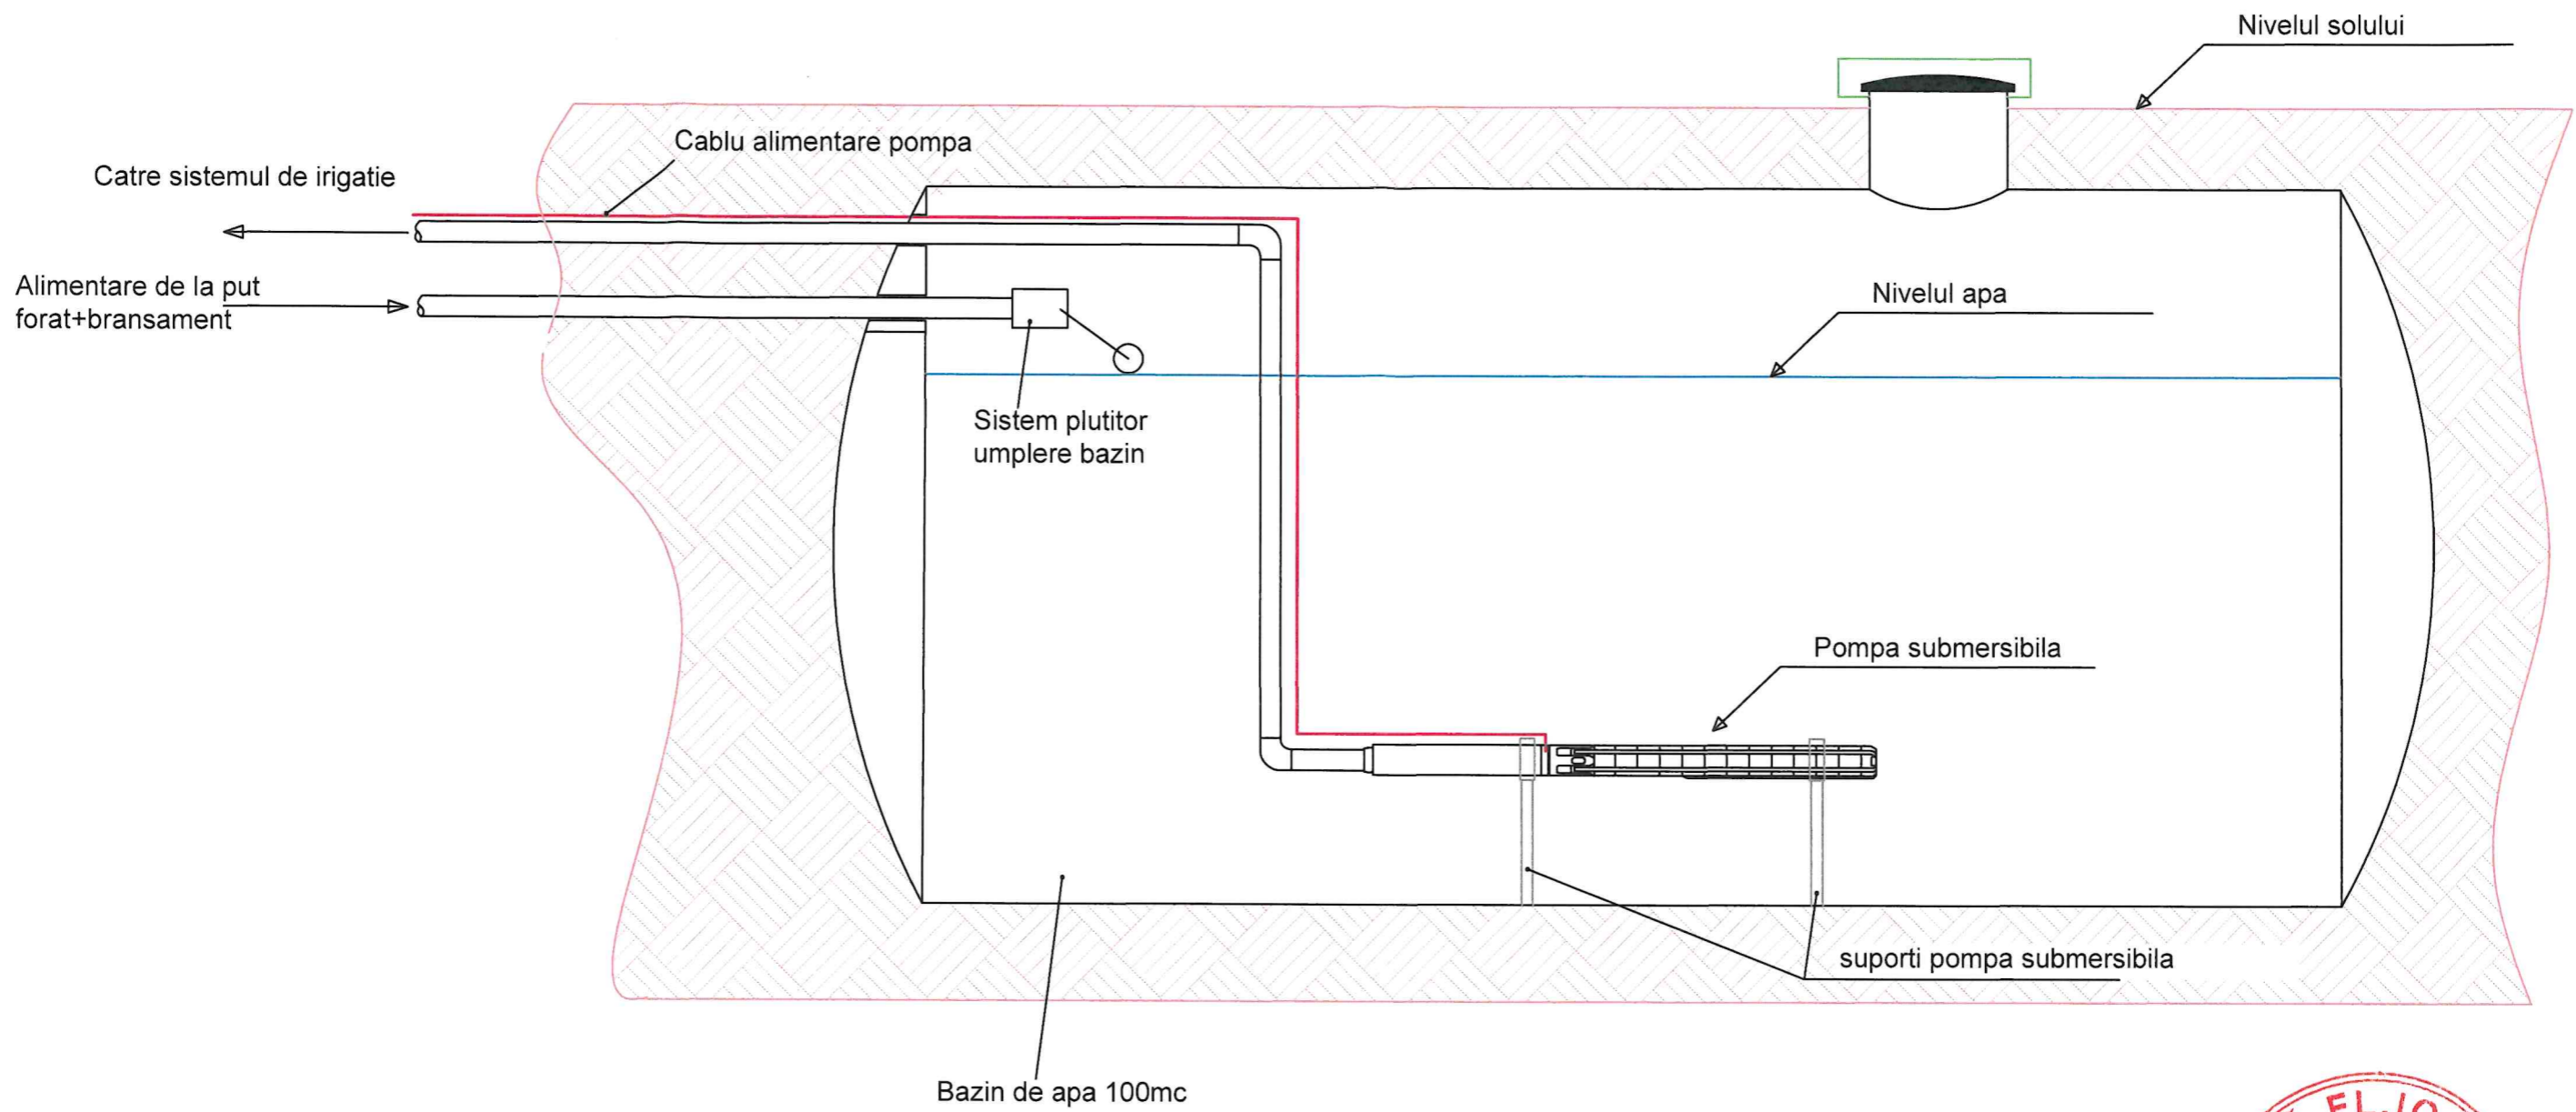 Nivelul solului
Cablu alimentare pompa
Catre sistemul de irigatie
Alimentare de la put
forat+bransament
Nivelul apa
Sistem plutitor
umplere bazin
Pompa submersibila
suporti pompa submersibila
Bazin de apa 100mc